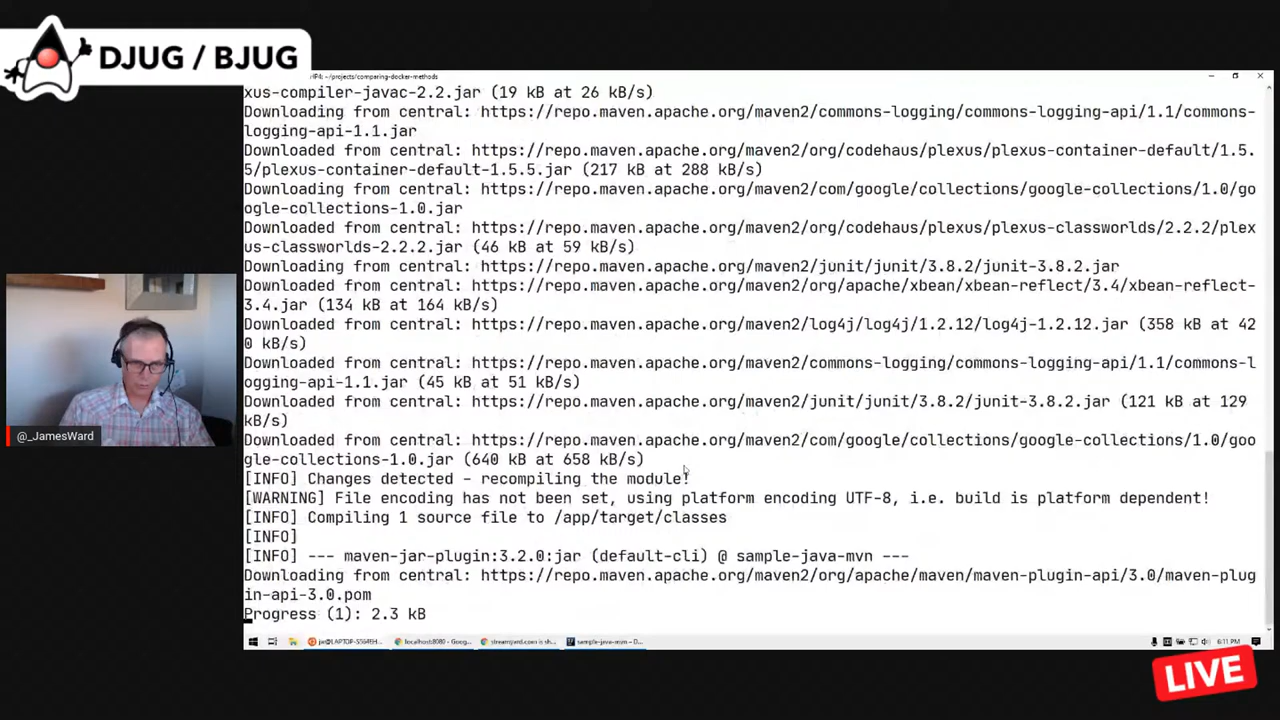 DJUG / BJUG
~/projects/comparing-docker-methods
xus-compiler-javac-2.2.jar (19 kB at 26 kB/s)
Downloading from central: https://repo.maven.apache.org/maven2/commons-logging/commons-logging-api/1.1/commons-
logging-api-1.1.jar
Downloaded from central: https://repo.maven.apache.org/maven2/org/codehaus/plexus/plexus-container-default/1.5.
5/plexus-container-default-1.5.5.jar (217 kB at 288 kB/s)
Downloading from central: https://repo.maven.apache.org/maven2/com/google/collections/google-collections/1.0/go
ogle-collections-1.0.jar
Downloaded from central: https://repo.maven.apache.org/maven2/org/codehaus/plexus/plexus-classworlds/2.2.2/plex
us-classworlds-2.2.2.jar (46 kB at 59 kB/s)
Downloading from central: https://repo.maven.apache.org/maven2/junit/junit/3.8.2/junit-3.8.2.jar
Downloaded from central: https://repo.maven.apache.org/maven2/org/apache/xbean/xbean-reflect/3.4/xbean-reflect-
3.4.jar (134 kB at 164 kB/s)
Downloaded from central: https://repo.maven.apache.org/maven2/log4j/log4j/1.2.12/log4j-1.2.12.jar (358 kB at 42
0 kB/s)
Downloaded from central: https://repo.maven.apache.org/maven2/commons-logging/commons-logging-api/1.1/commons-l
ogging-api-1.1.jar (45 kB at 51 kB/s)
Downloaded from central: https://repo.maven.apache.org/maven2/junit/junit/3.8.2/junit-3.8.2.jar (121 kB at 129
kB/s)
Downloaded from central: https://repo.maven.apache.org/maven2/com/google/collections/google-collections/1.0/goo
gle-collections-1.0.jar (640 kB at 658 kB/s)
[INFO] Changes detected - recompiling the module!
[WARNING] File encoding has not been set, using platform encoding UTF-8, i.e. build is platform dependent!
[INFO] Compiling 1 source file to /app/target/classes
[INFO]
[INFO] --- maven-jar-plugin:3.2.0:jar (default-cli) @ sample-java-mvn ---
Downloading from central: https://repo.maven.apache.org/maven2/org/apache/maven/maven-plugin-api/3.0/maven-plug
in-api-3.0.pom
Progress (1): 2.3 kB
@_JamesWard
localhost:8080 - Goog...
streamyard.com is sh...
sample-java-mvn – D...
6:11 PM
LIVE